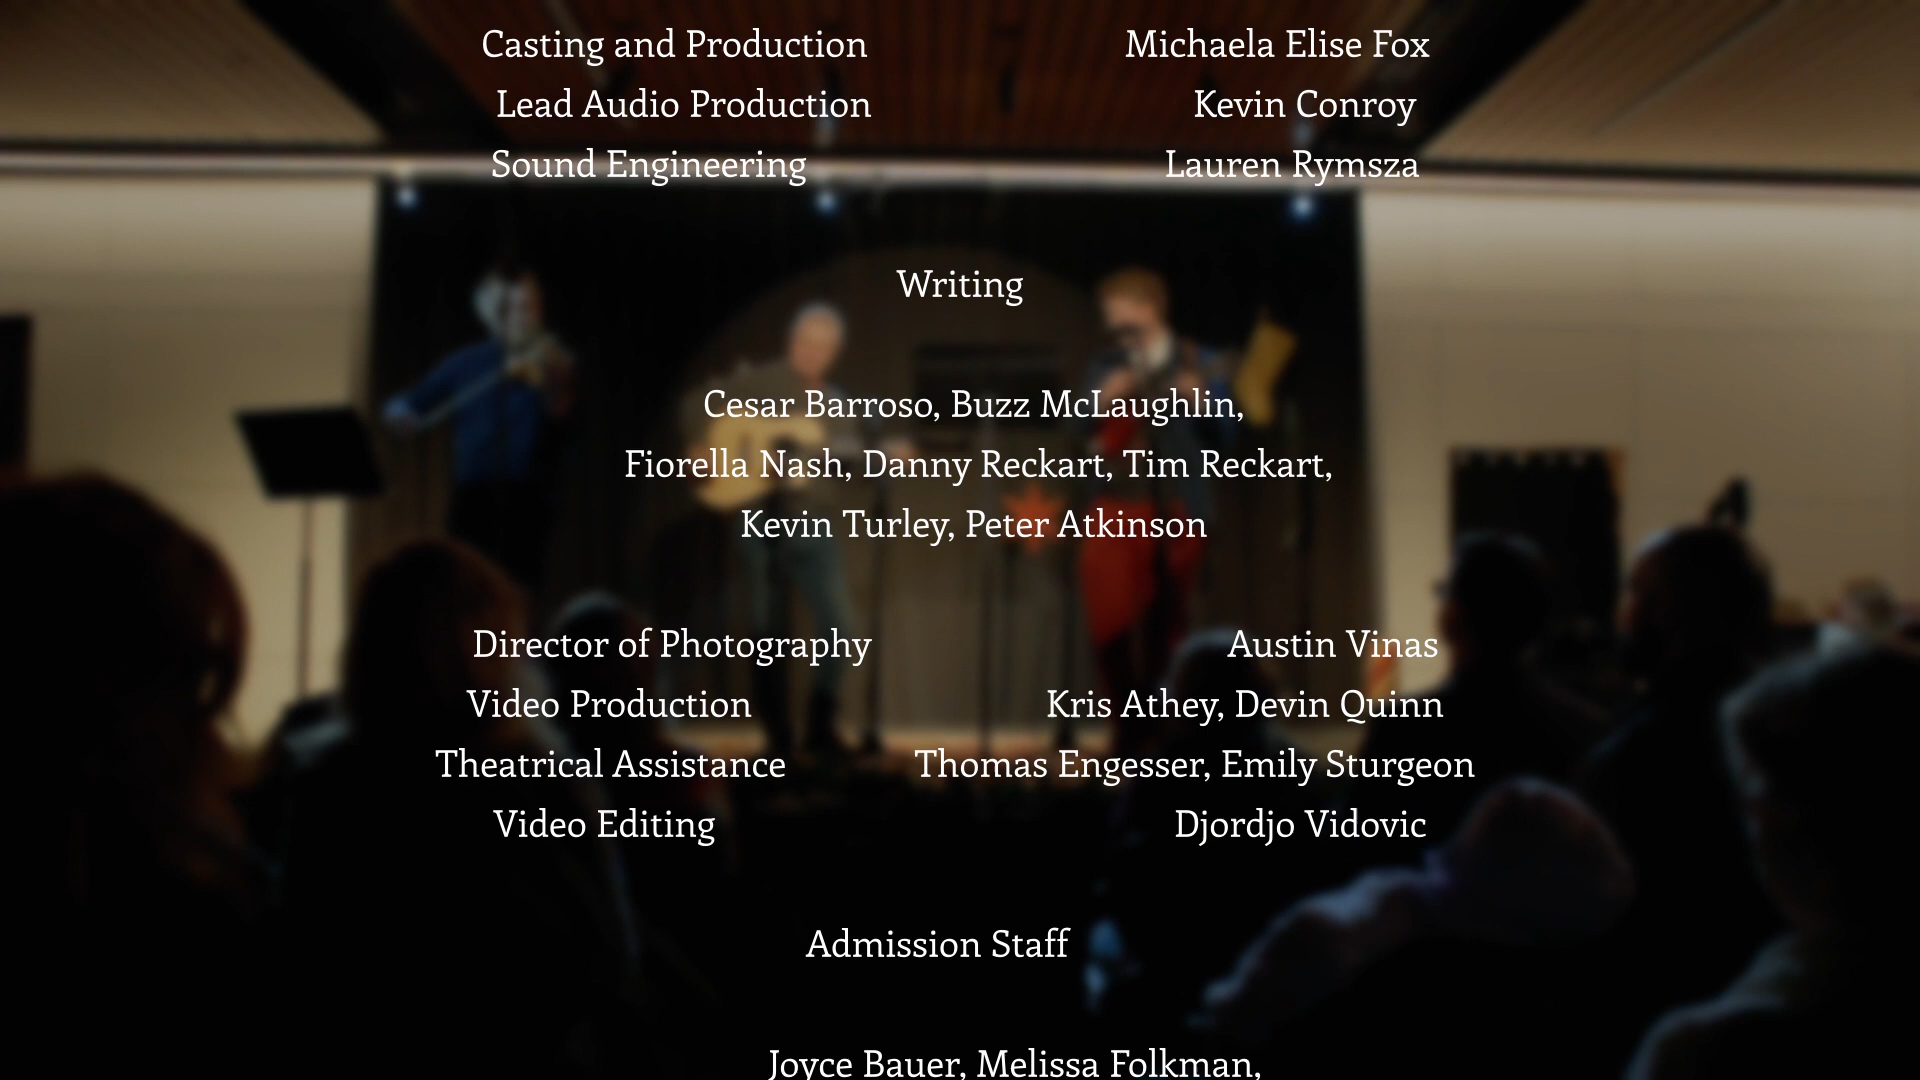 Casting and Production Michaela Elise Fox
Lead Audio Production Kevin Conroy
Sound Engineering Lauren Rymsza
Writing
Cesar Barroso, Buzz McLaughlin,
Fiorella Nash, Danny Reckart, Tim Reckart,
Kevin Turley, Peter Atkinson
Director of Photography Austin Vinas
Video Production Kris Athey, Devin Quinn
Theatrical Assistance Thomas Engesser, Emily Sturgeon
Video Editing Djordjo Vidovic
Admission Staff
Joyce Bauer, Melissa Folkman,